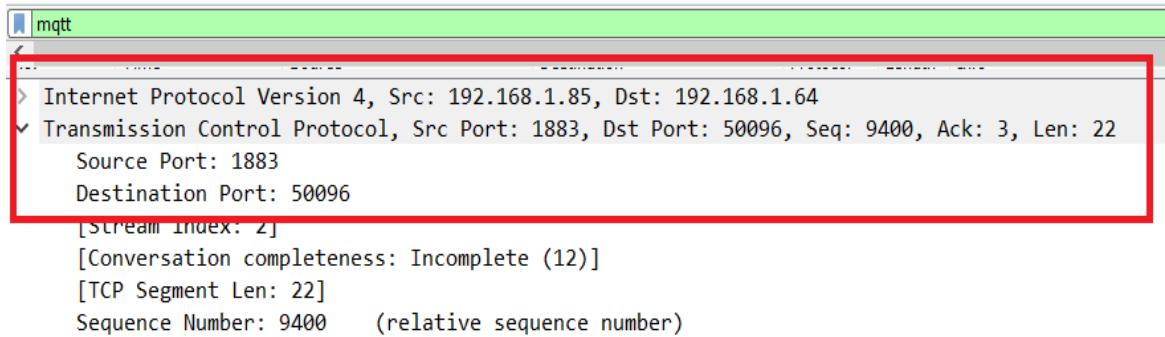 mqtt
Internet Protocol Version 4, Src: 192.168.1.85, Dst: 192.168.1.64
Transmission Control Protocol, Src Port: 1883, Dst Port: 50096, Seq: 9400, Ack: 3, Len: 22
Source Port: 1883
Destination Port: 50096
[Stream index: 2]
[Conversation completeness: Incomplete (12)]
[TCP Segment Len: 22]
Sequence Number: 9400    (relative sequence number)